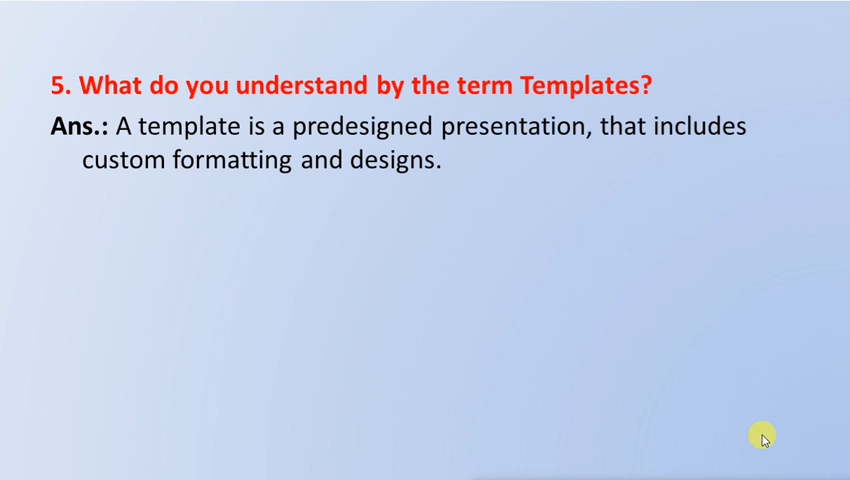 5. What do you understand by the term Templates?
Ans.: A template is a predesigned presentation, that includes
custom formatting and designs.